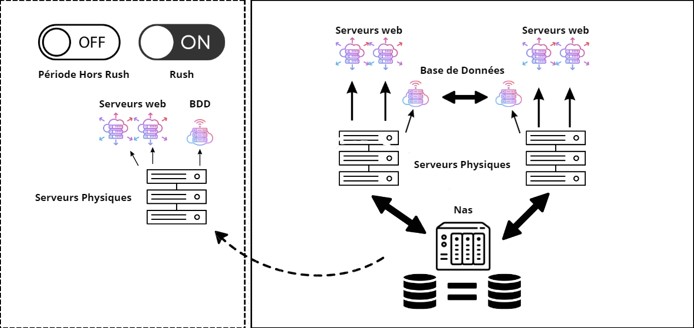 OFF
ON
Période Hors Rush
Rush
Serveurs web
BDD
Serveurs Physiques
Serveurs web
Serveurs web
Base de Données
Serveurs Physiques
Nas